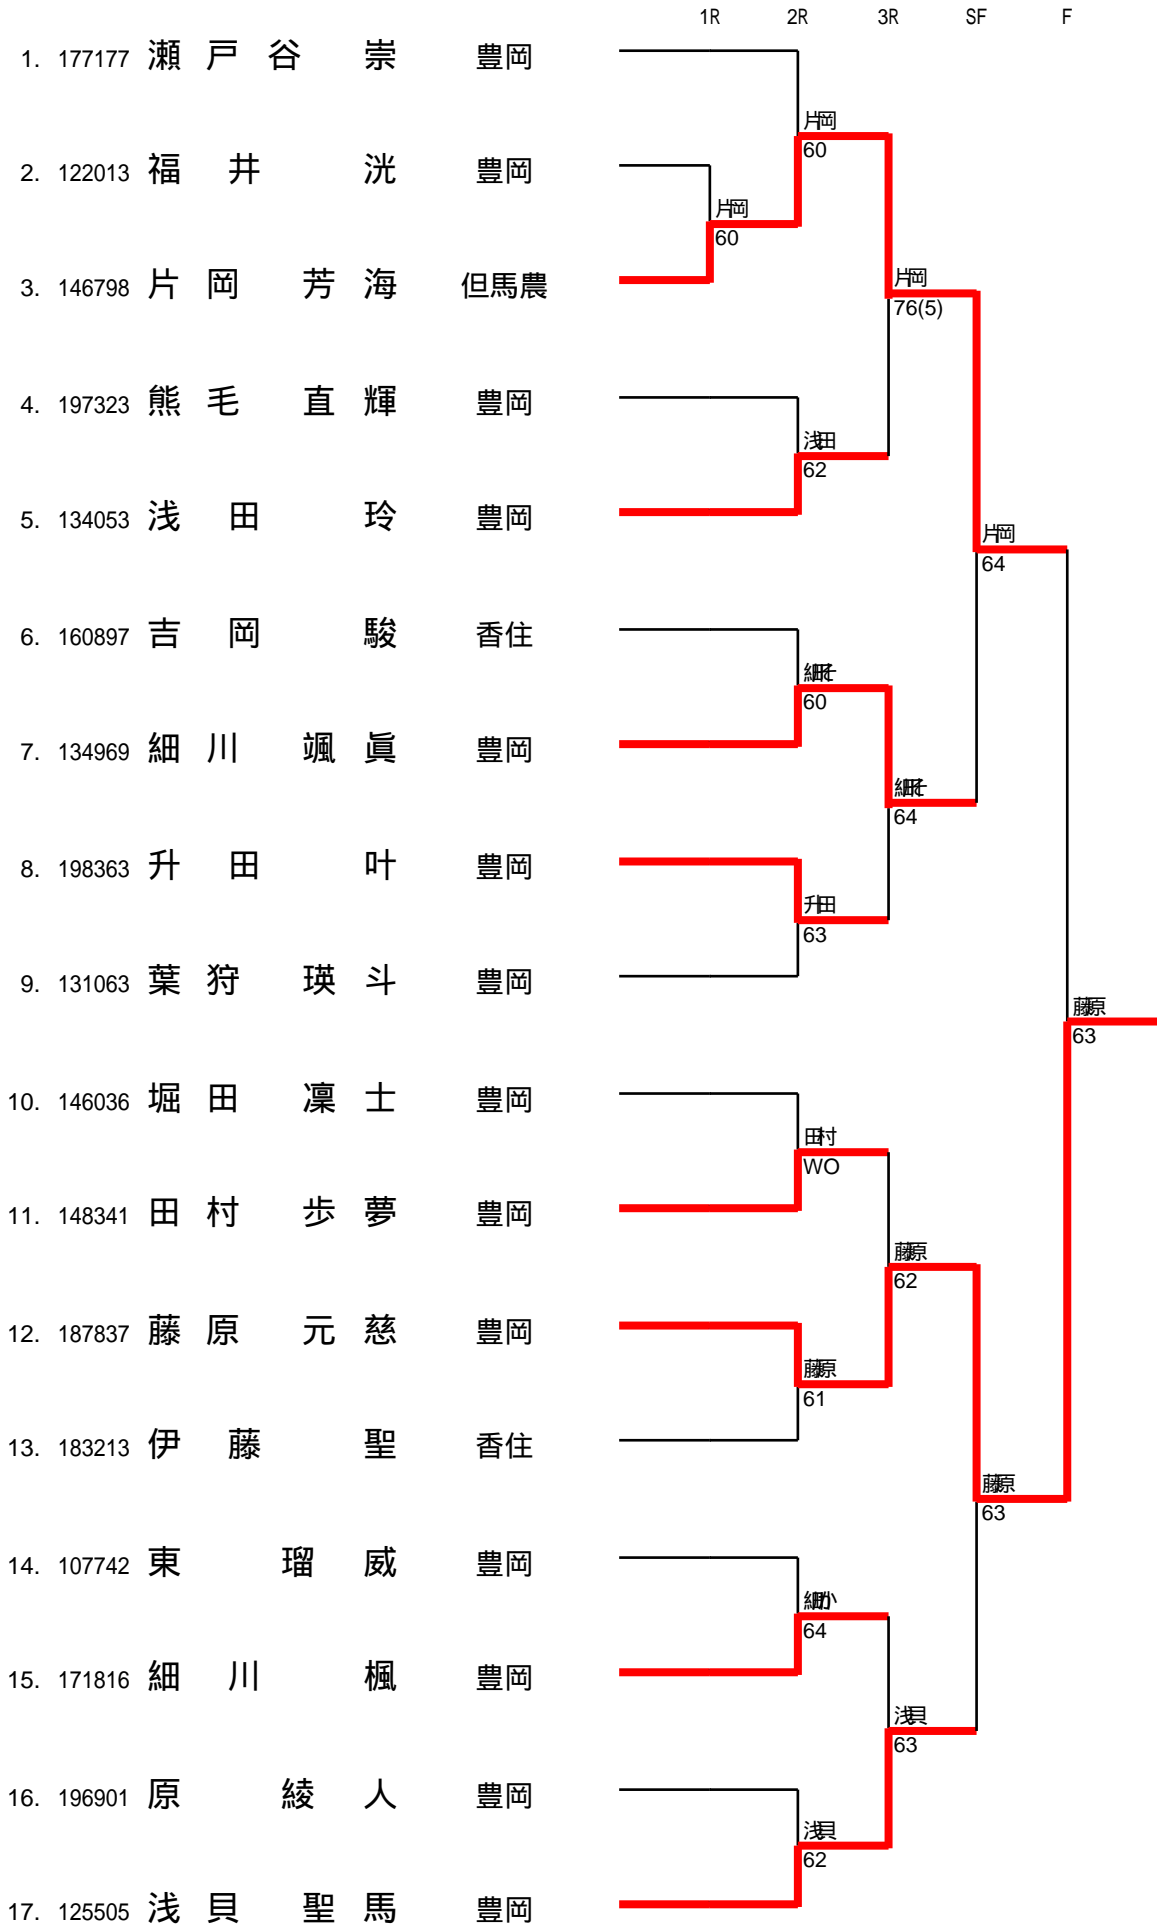 1R 2R 3R SF F
1. 177177 瀬戸谷 崇 豊岡
片岡
60
2. 122013 福井 洸 豊岡
片岡
60
3. 146798 片岡 芳海 但馬農
片岡
76(5)
4. 197323 熊毛 直輝 豊岡
浅田
62
5. 134053 浅田 玲 豊岡
片岡
64
6. 160897 吉岡 駿 香住
60
7. 134969 細川 颯眞 豊岡
64
8. 198363 升田 叶 豊岡
升田
63
9. 131063 葉狩 瑛斗 豊岡
藤原
63
10. 146036 堀田 凜士 豊岡
田村
WO
11. 148341 田村 歩夢 豊岡
藤原
62
12. 187837 藤原 元慈 豊岡
藤原
61
13. 183213 伊藤 聖 香住
藤原
63
14. 107742 東 瑠威 豊岡
64
15. 171816 細川 楓 豊岡
浅貝
63
16. 196901 原 綾人 豊岡
浅貝
62
17. 125505 浅貝 聖馬 豊岡